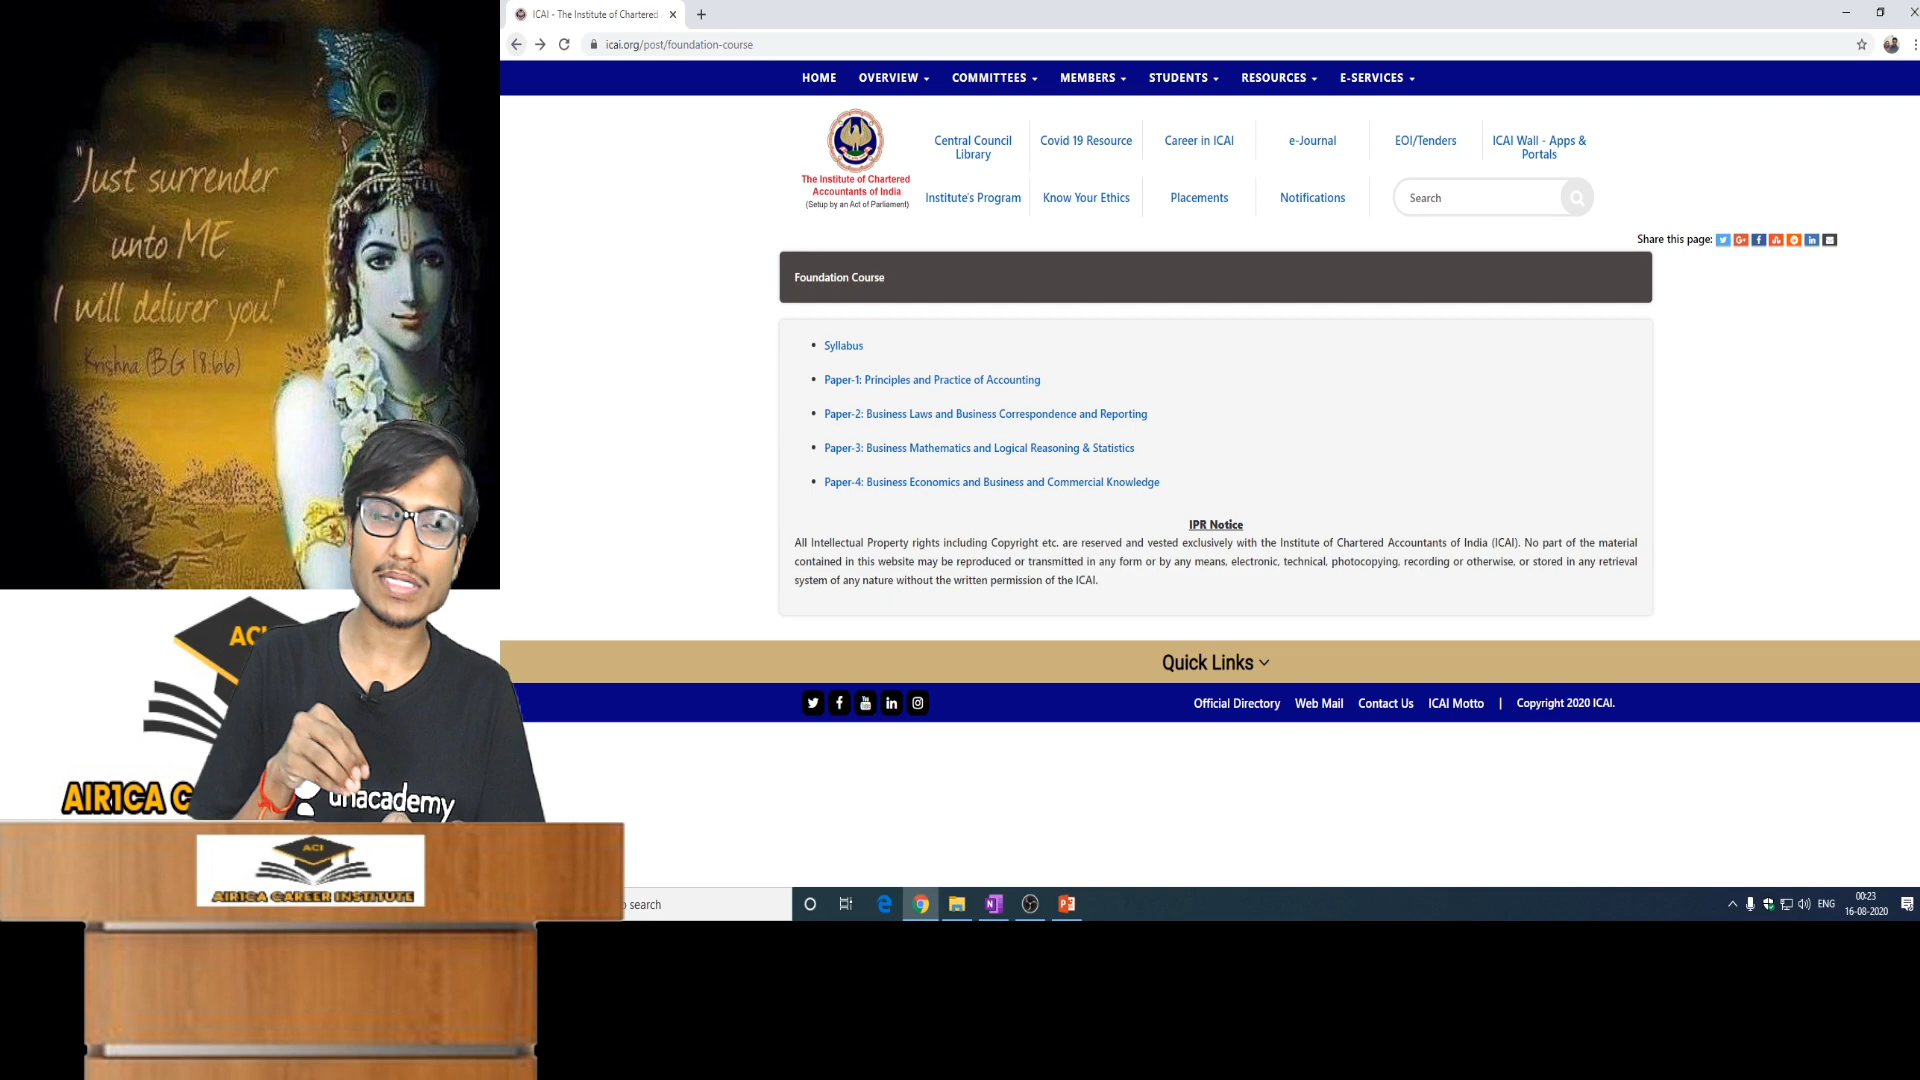 "Just surrender
unto ME
I will deliver you!"
Krishna (B.G 18:66)
ACI
AIR1CA C
unacademy
ACI
AIR1CA CAREER INSTITUTE
ICAI - The Institute of Chartered
icai.org/post/foundation-course
HOME OVERVIEW COMMITTEES MEMBERS STUDENTS RESOURCES E-SERVICES
The Institute of Chartered
Accountants of India
(Setup by an Act of Parliament)
Central Council
Library
Covid 19 Resource
Career in ICAI
e-Journal
EOI/Tenders
ICAI Wall - Apps &
Portals
Institute's Program
Know Your Ethics
Placements
Notifications
Search
Share this page:
Foundation Course
• Syllabus
• Paper-1: Principles and Practice of Accounting
• Paper-2: Business Laws and Business Correspondence and Reporting
• Paper-3: Business Mathematics and Logical Reasoning & Statistics
• Paper-4: Business Economics and Business and Commercial Knowledge
IPR Notice
All Intellectual Property rights including Copyright etc. are reserved and vested exclusively with the Institute of Chartered Accountants of India (ICAI). No part of the material
contained in this website may be reproduced or transmitted in any form or by any means, electronic, technical, photocopying, recording or otherwise, or stored in any retrieval
system of any nature without the written permission of the ICAI.
Quick Links
Official Directory Web Mail Contact Us ICAI Motto | Copyright 2020 ICAI.
search
ENG
00:23
16-08-2020